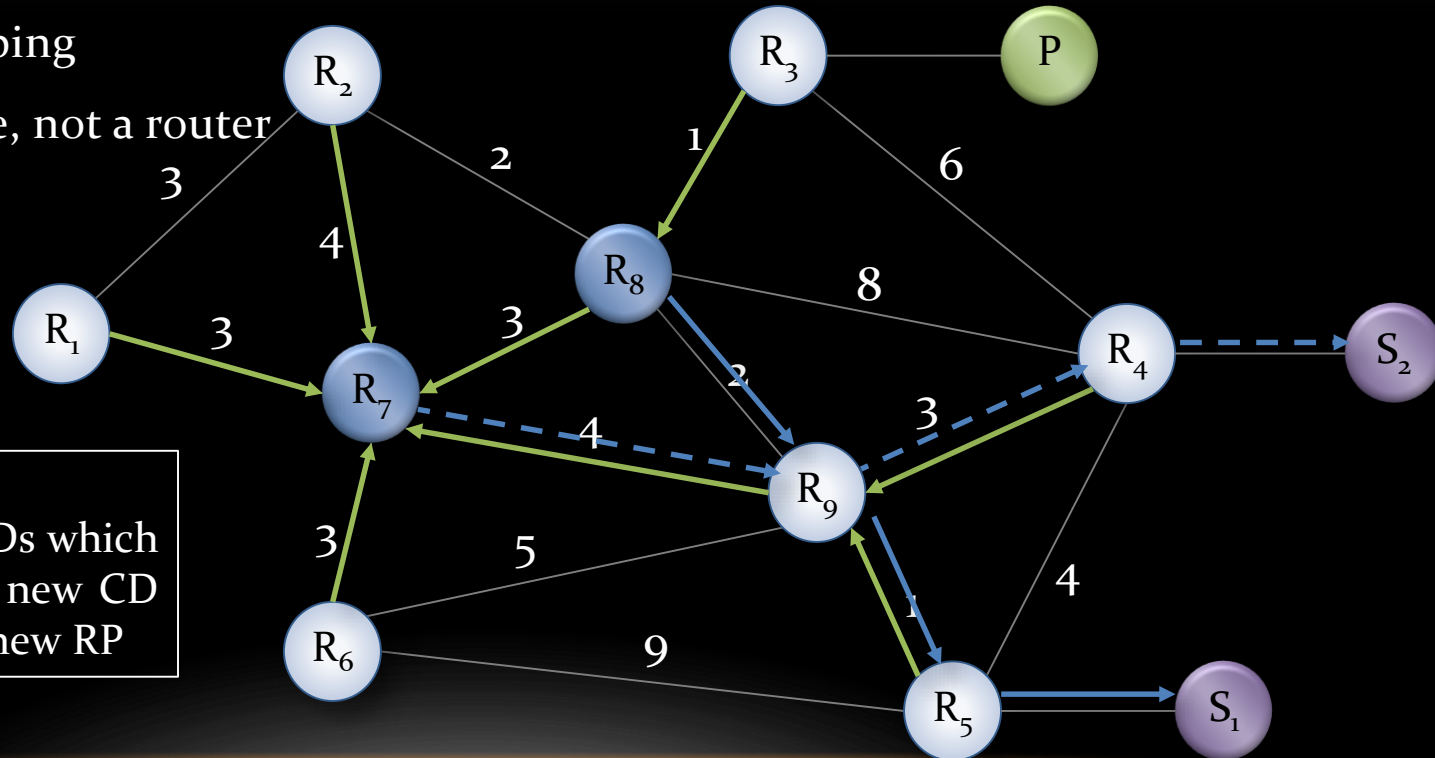 ping
e, not a router
R₂
R₃
P
3
2
1
6
4
R₈
8
R₁
3
3
R₄
S₂
R₇
2
3
4
R₉
Ds which
new CD
new RP
3
5
4
1
R₆
9
R₅
S₁